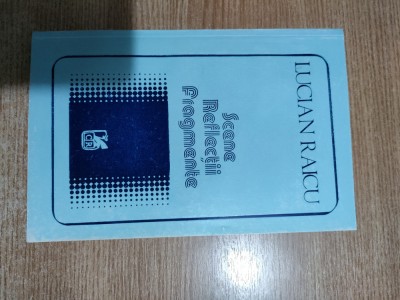 LUCIAN RAICU
Scene
Reflecții
Fragmente
CR